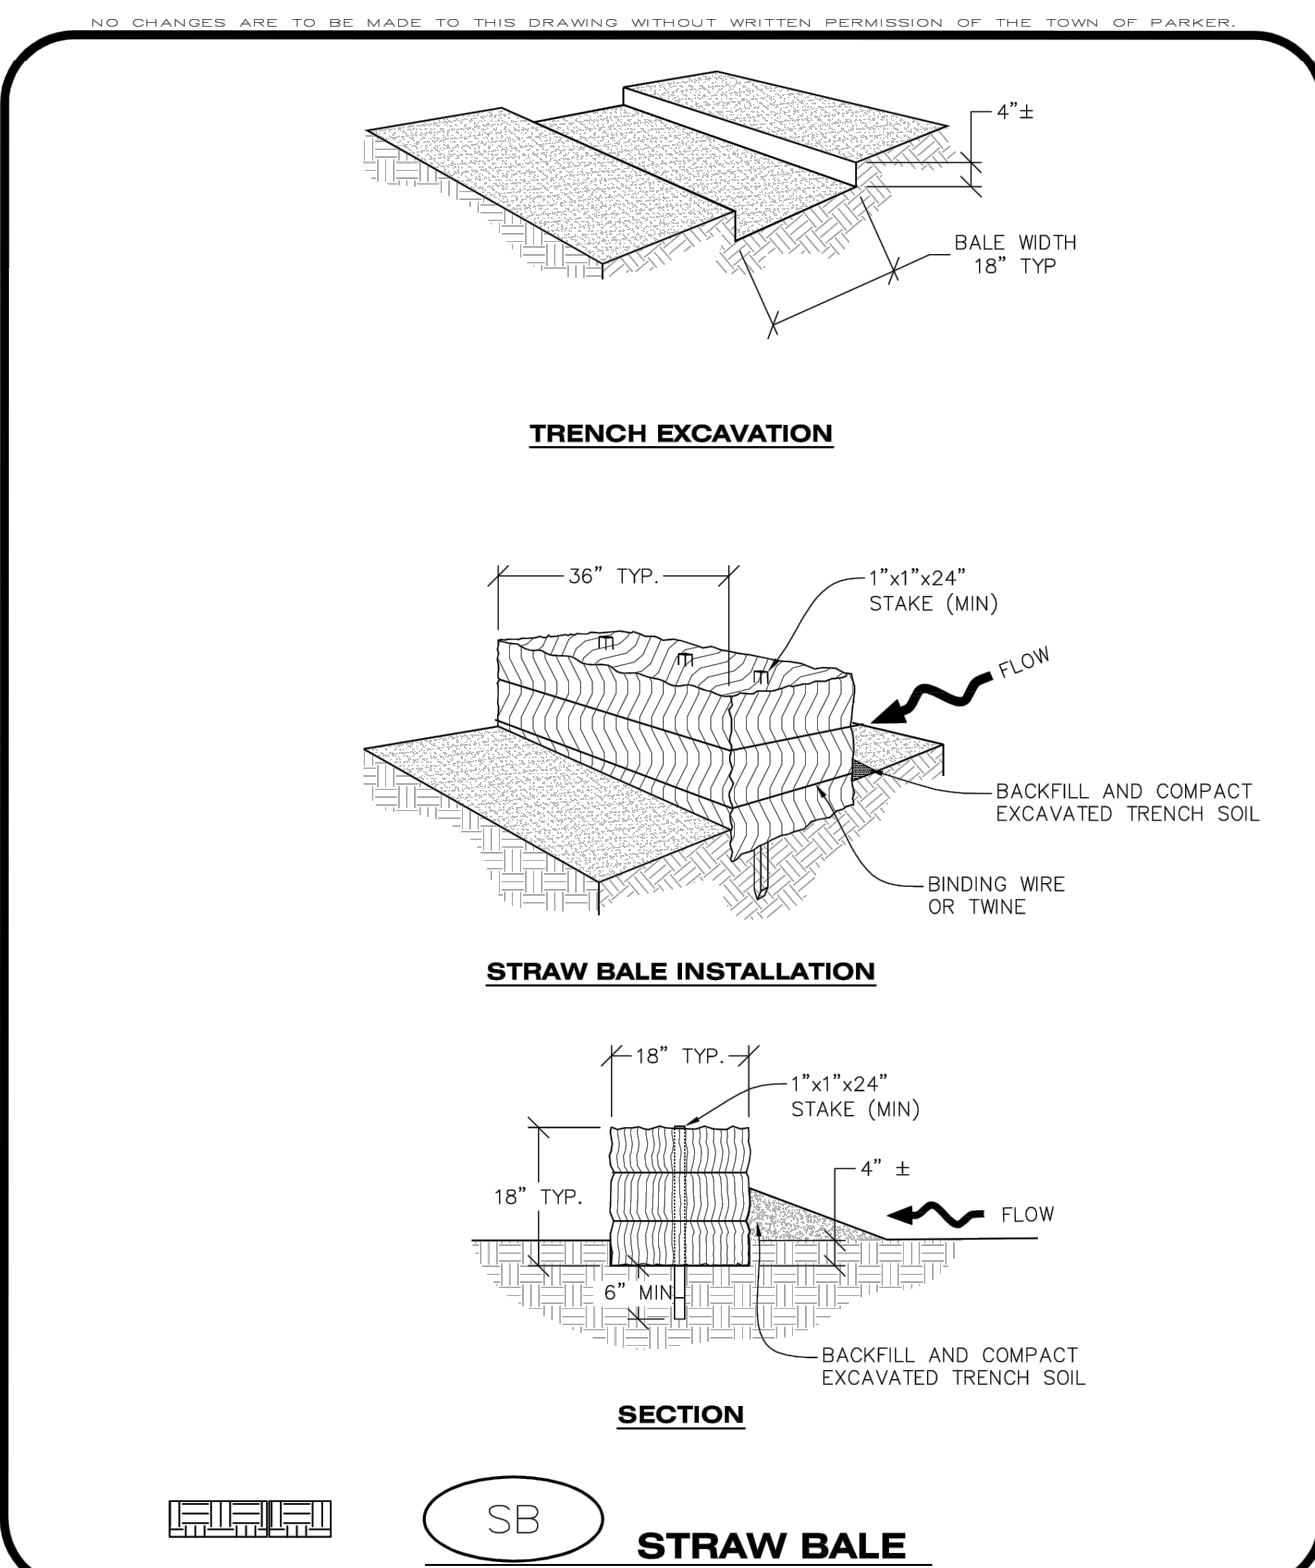 NO CHANGES ARE TO BE MADE TO THIS DRAWING WITHOUT WRITTEN PERMISSION OF THE TOWN OF PARKER.
4”±
BALE WIDTH
18” TYP
TRENCH EXCAVATION
36” TYP.
1”x1”x24”
STAKE (MIN)
FLOW
BACKFILL AND COMPACT
EXCAVATED TRENCH SOIL
BINDING WIRE
OR TWINE
STRAW BALE INSTALLATION
18” TYP.
1”x1”x24”
STAKE (MIN)
4” ±
18” TYP.
FLOW
6” MIN
BACKFILL AND COMPACT
EXCAVATED TRENCH SOIL
SECTION
SB
STRAW BALE